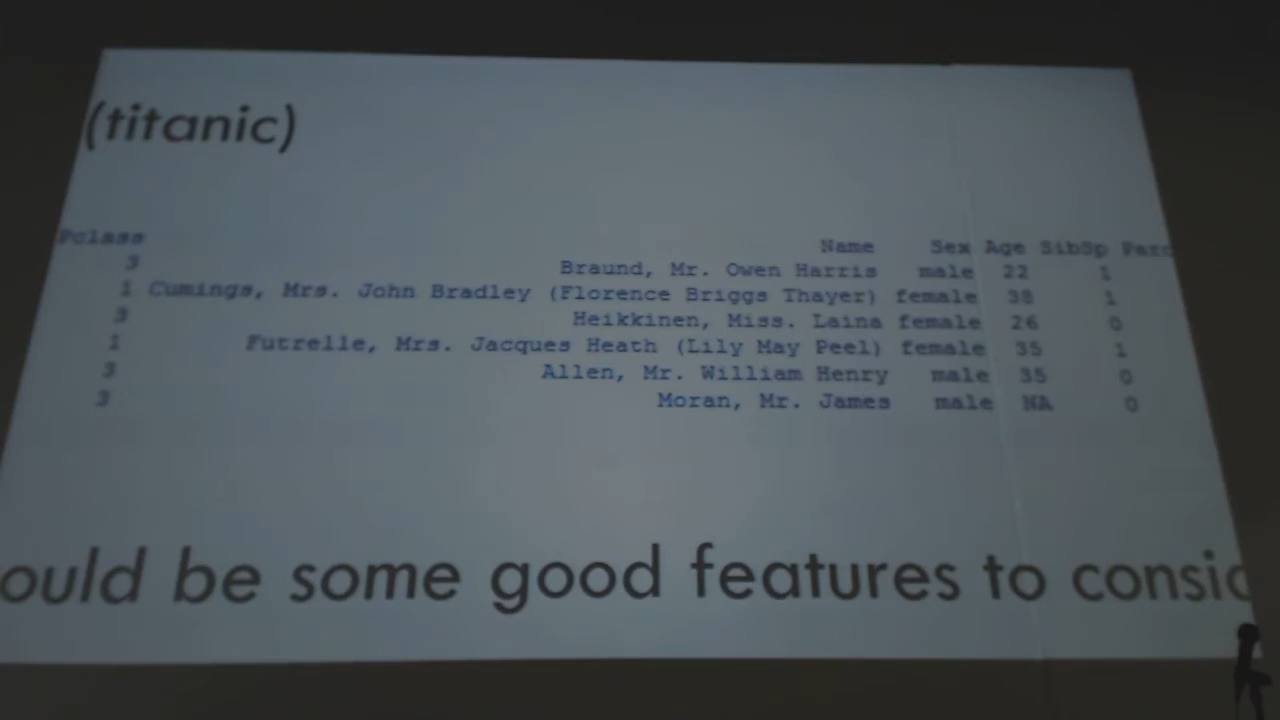 (titanic)
Pclass Name Sex Age SibSp Parc
3 Braund, Mr. Owen Harris male 22 1
1 Cumings, Mrs. John Bradley (Florence Briggs Thayer) female 38 1
3 Heikkinen, Miss. Laina female 26 0
1 Futrelle, Mrs. Jacques Heath (Lily May Peel) female 35 1
3 Allen, Mr. William Henry male 35 0
3 Moran, Mr. James male NA 0
ould be some good features to consid